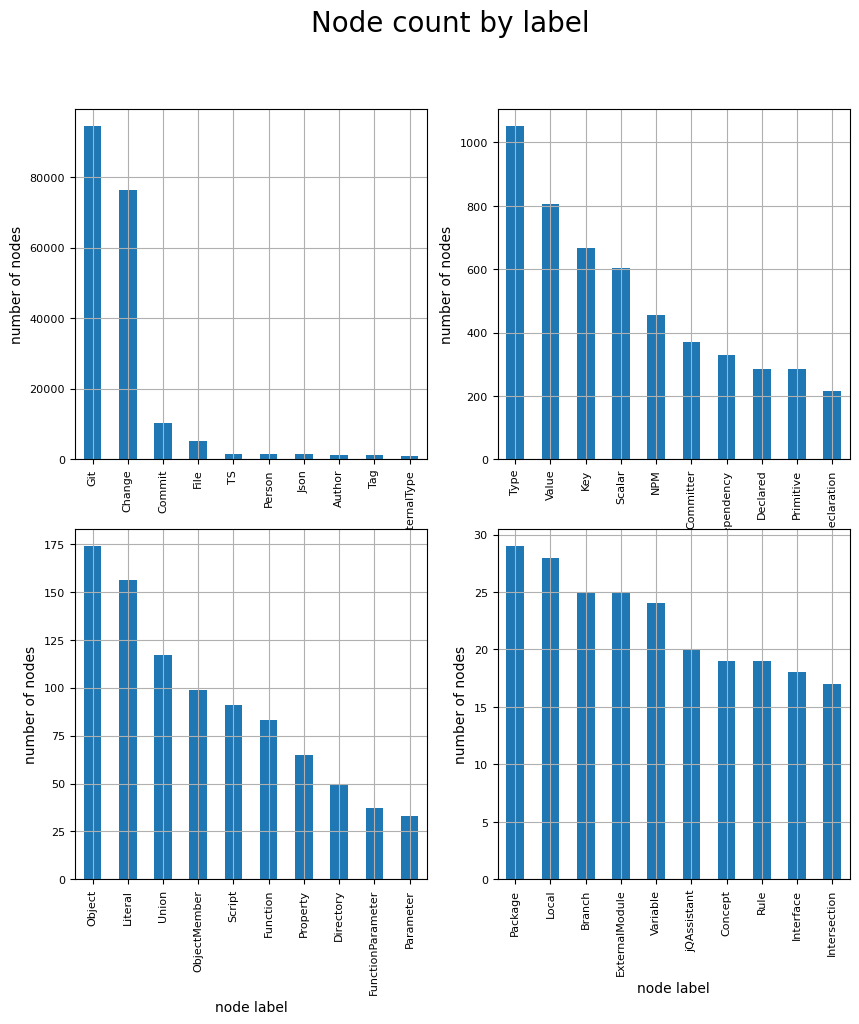 Node count by label
number of nodes
80000
60000
40000
20000
0
Git
Change
Commit
File
TS
Person
Json
Author
Tag
ternalType
number of nodes
1000
800
600
400
200
0
Type
Value
Key
Scalar
NPM
Committer
ependency
Declared
Primitive
eclaration
number of nodes
175
150
125
100
75
50
25
0
Object
Literal
Union
ObjectMember
Script
Function
Property
Directory
FunctionParameter
Parameter
node label
number of nodes
30
25
20
15
10
5
0
Package
Local
Branch
ExternalModule
Variable
jQAssistant
Concept
Rule
Interface
Intersection
node label